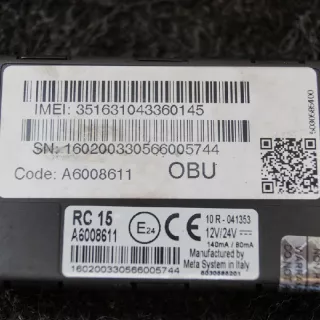 IMEI: 351631043360145
SN: 160200330566005744
Code: A6008611
OBU
5030686400
RC 15
A6008611
E24
CE
10 R - 041353
12V/24V
140mA / 80mA
Manufactured by
Meta System in Italy
160200330566005744